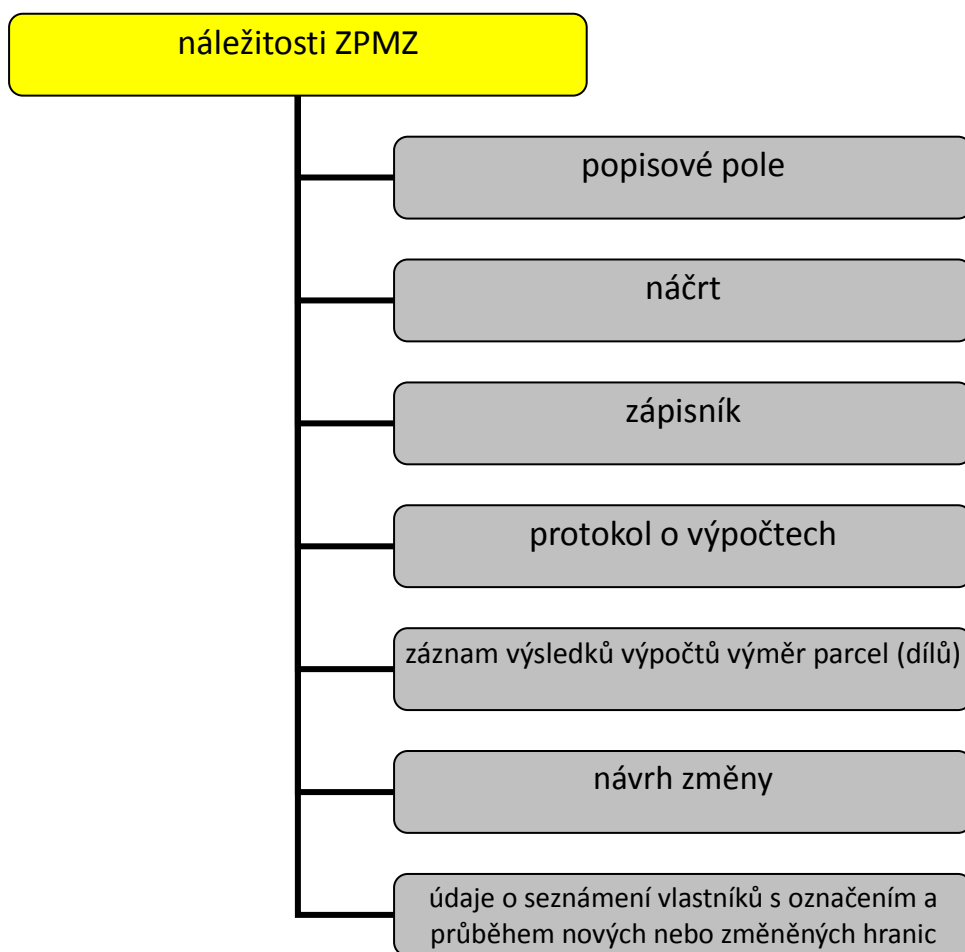 náležitosti ZPMZ
popisové pole
náčrt
zápisník
protokol o výpočtech
záznam výsledků výpočtů výměr parcel (dílů)
návrh změny
údaje o seznámení vlastníků s označením a
průběhem nových nebo změněných hranic